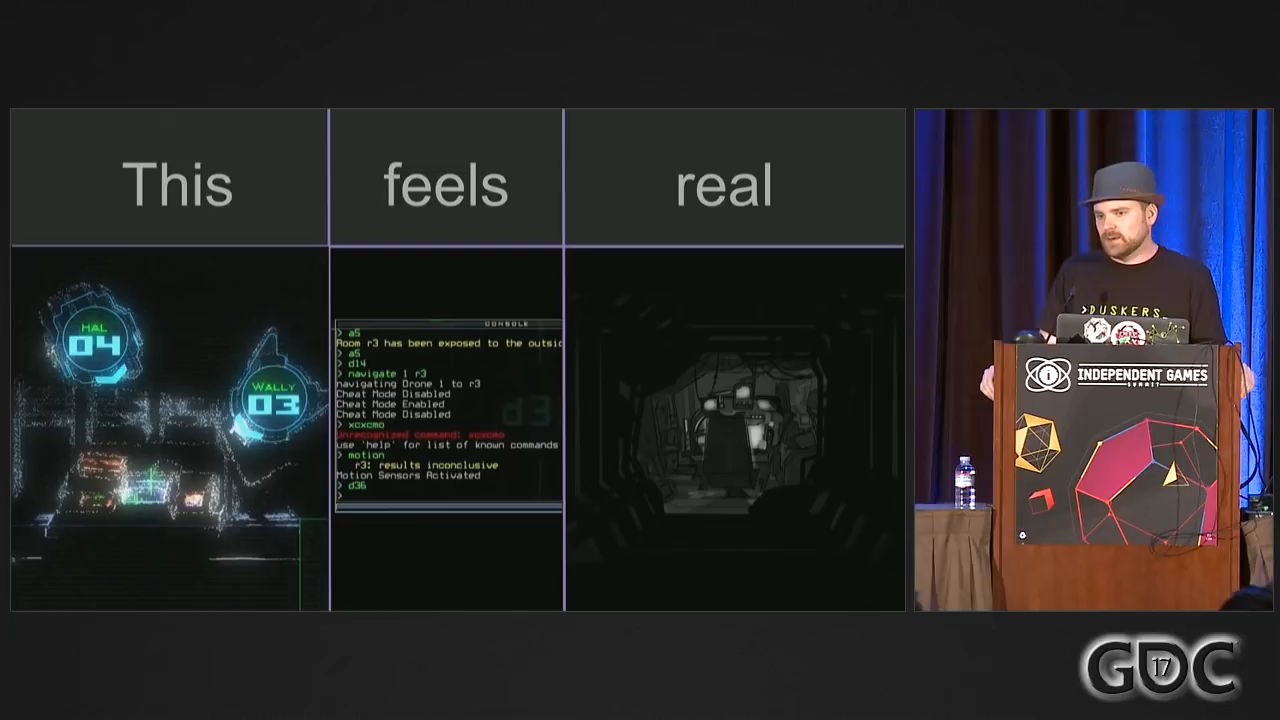 This feels real
HAL
04
WALLY
03
CONSOLE
> a5
Room r3 has been exposed to the outsi
> a5
> d14
> navigate 1 r3
navigating Drone 1 to r3
Cheat Mode Disabled
Cheat Mode Enabled
Cheat Mode Disabled
> xcxcmo
Unrecognized command: xcxcmo
use 'help' for list of known commands
> motion
r3: results inconclusive
Motion Sensors Activated
> d36
>
d3
>DUSKERS_
INDEPENDENT GAMES
SUMMIT
GDC
17